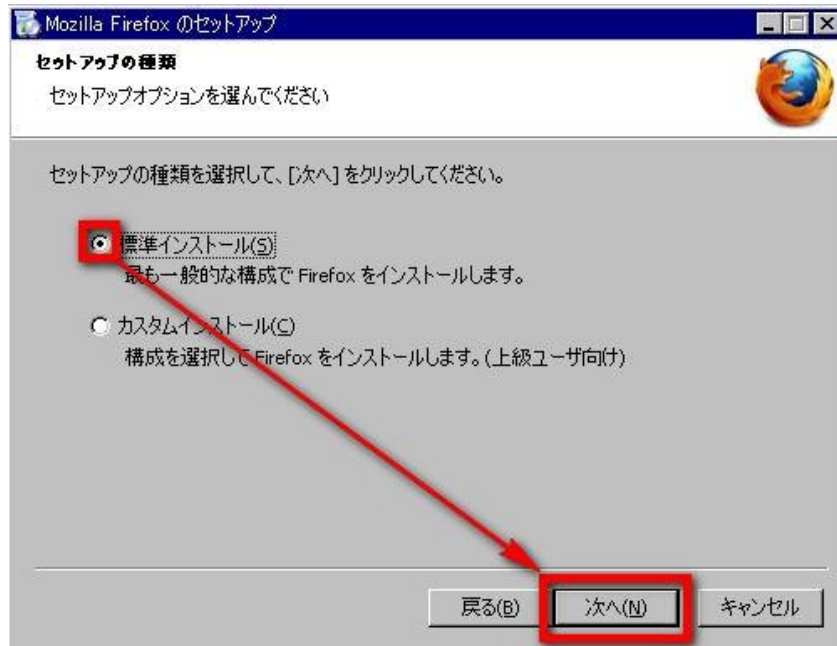 Mozilla Firefox のセットアップ
セットアップの種類
セットアップオプションを選んでください
セットアップの種類を選択して、[次へ] をクリックしてください。
標準インストール(S)
最も一般的な構成で Firefox をインストールします。
カスタムインストール(C)
構成を選択して Firefox をインストールします。(上級ユーザ向け)
戻る(B) 次へ(N) キャンセル